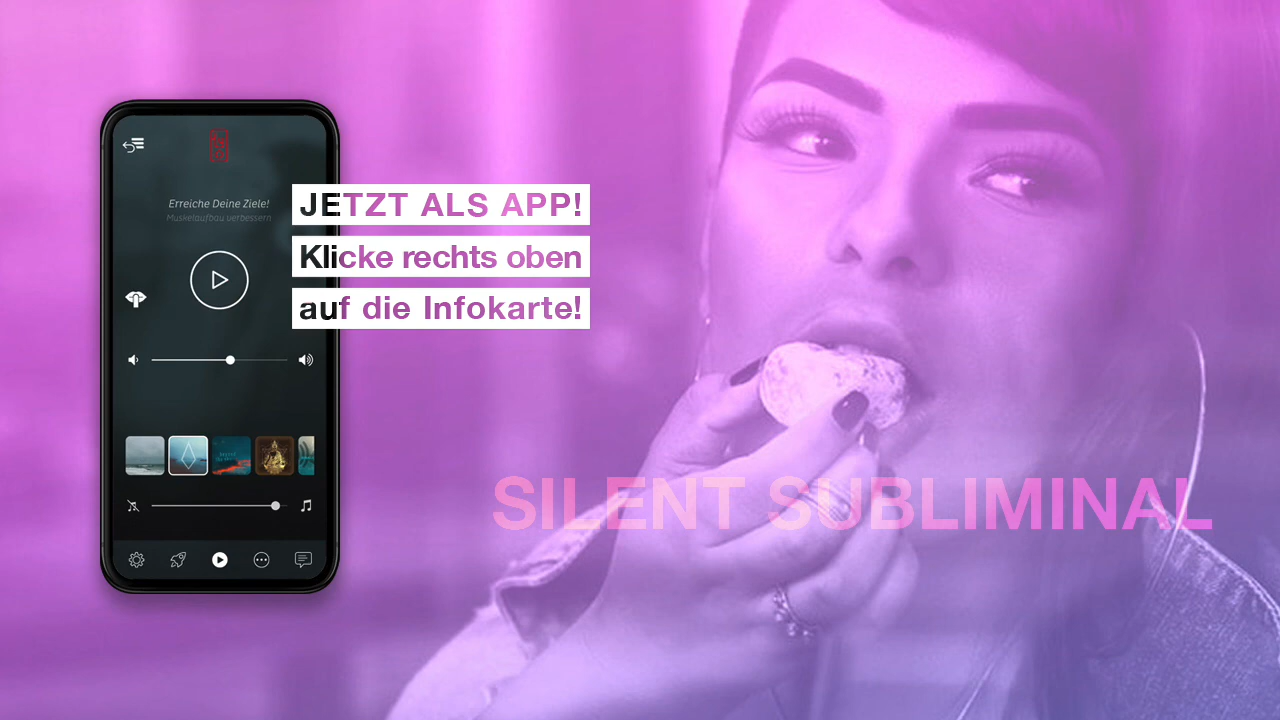 Erreiche Deine Ziele!
Muskelaufbau verbessern
JETZT ALS APP!
Klicke rechts oben
auf die Infokarte!
SILENT SUBLIMINAL